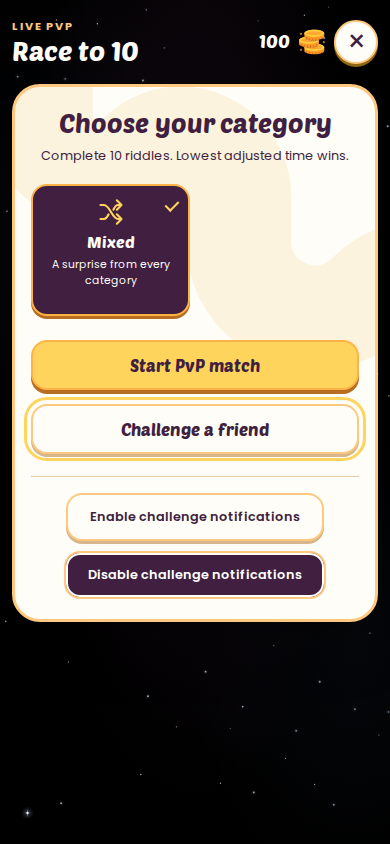 LIVE PVP
Race to 10
100
Choose your category
Complete 10 riddles. Lowest adjusted time wins.
Mixed
A surprise from every
category
Start PvP match
Challenge a friend
Enable challenge notifications
Disable challenge notifications